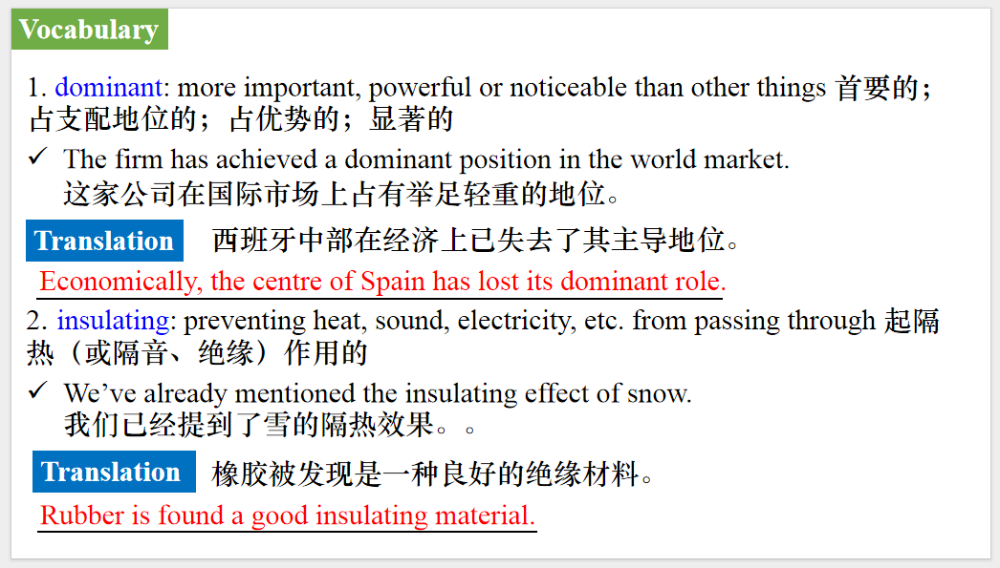 Vocabulary
1. dominant: more important, powerful or noticeable than other things 首要的；
占支配地位的；占优势的；显著的
✓ The firm has achieved a dominant position in the world market.
这家公司在国际市场上占有举足轻重的地位。
Translation 西班牙中部在经济上已失去了其主导地位。
Economically, the centre of Spain has lost its dominant role.
2. insulating: preventing heat, sound, electricity, etc. from passing through 起隔
热（或隔音、绝缘）作用的
✓ We’ve already mentioned the insulating effect of snow.
我们已经提到了雪的隔热效果。。
Translation 橡胶被发现是一种良好的绝缘材料。
Rubber is found a good insulating material.